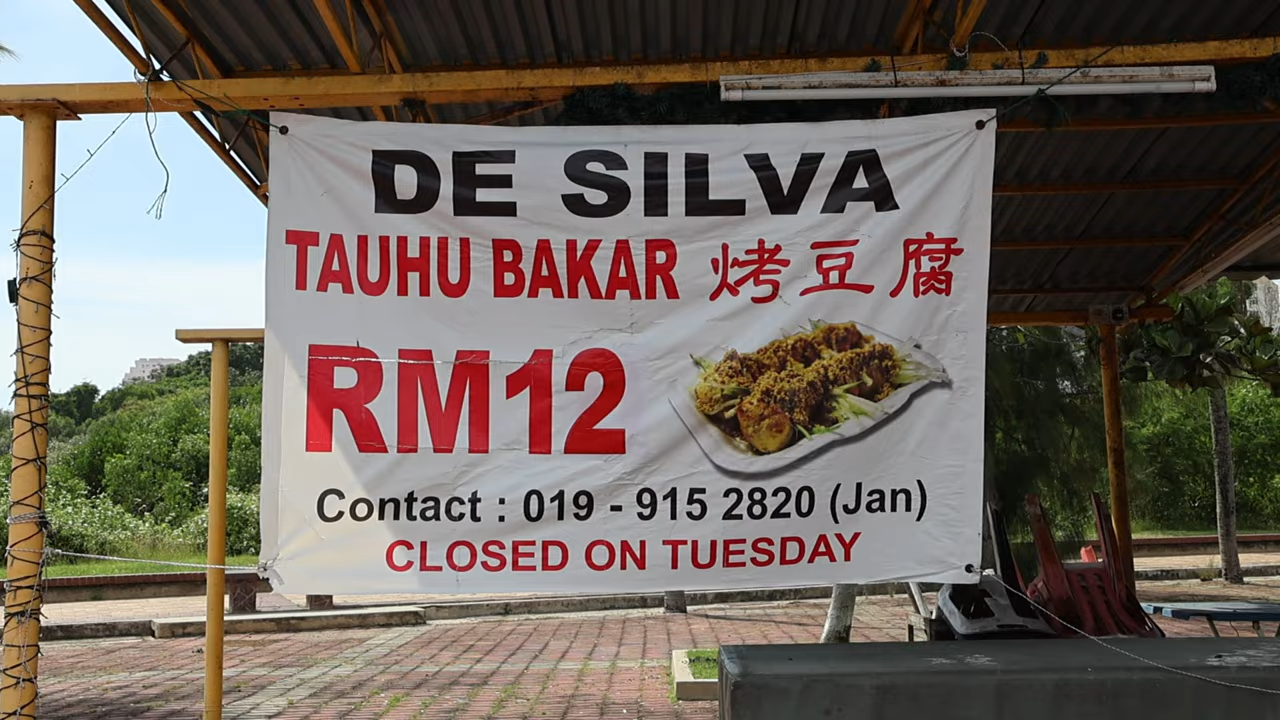 DE SILVA
TAUHU BAKAR 烤豆腐
RM12
Contact : 019 - 915 2820 (Jan)
CLOSED ON TUESDAY